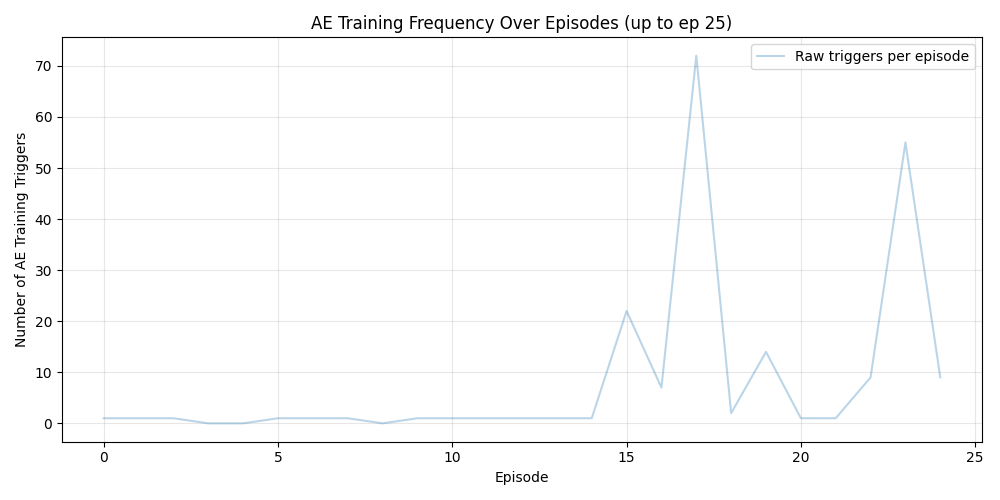 AE Training Frequency Over Episodes (up to ep 25)
Raw triggers per episode
Number of AE Training Triggers
70
60
50
40
30
20
10
0
0 5 10 15 20 25
Episode